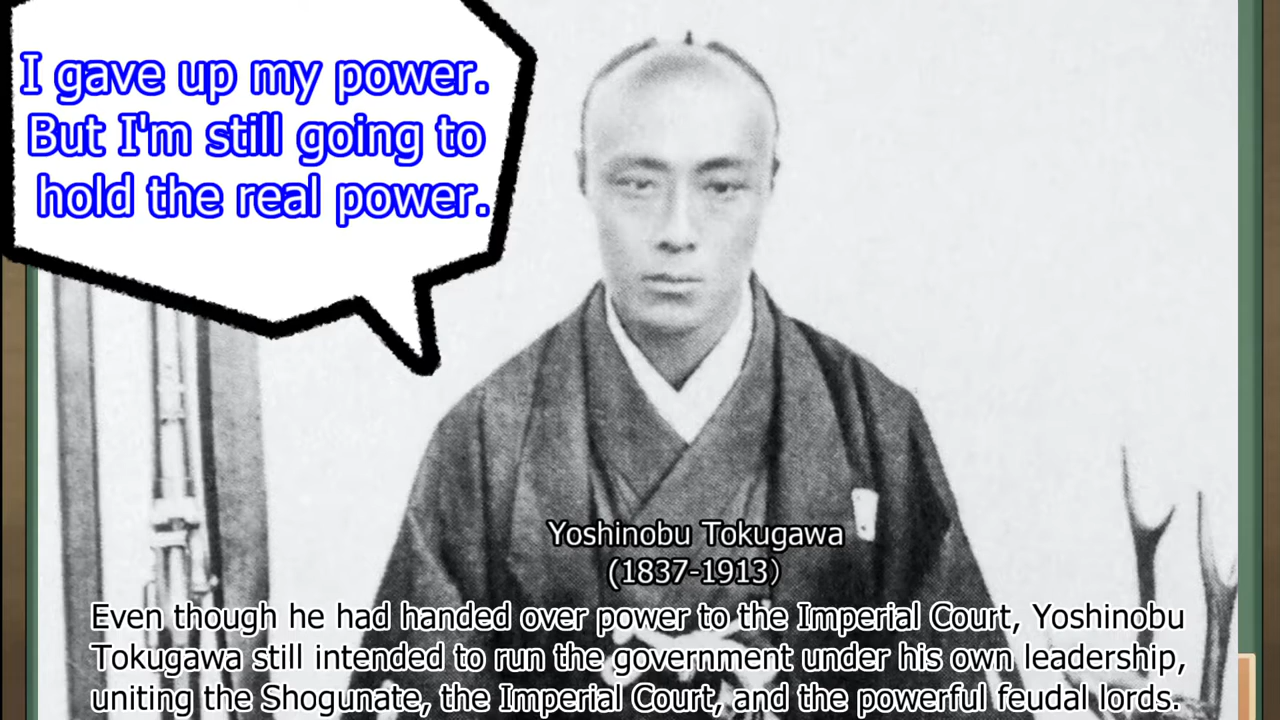 I gave up my power.
But I'm still going to
hold the real power.
Yoshinobu Tokugawa
(1837-1913）
Even though he had handed over power to the Imperial Court, Yoshinobu
Tokugawa still intended to run the government under his own leadership,
uniting the Shogunate, the Imperial Court, and the powerful feudal lords.